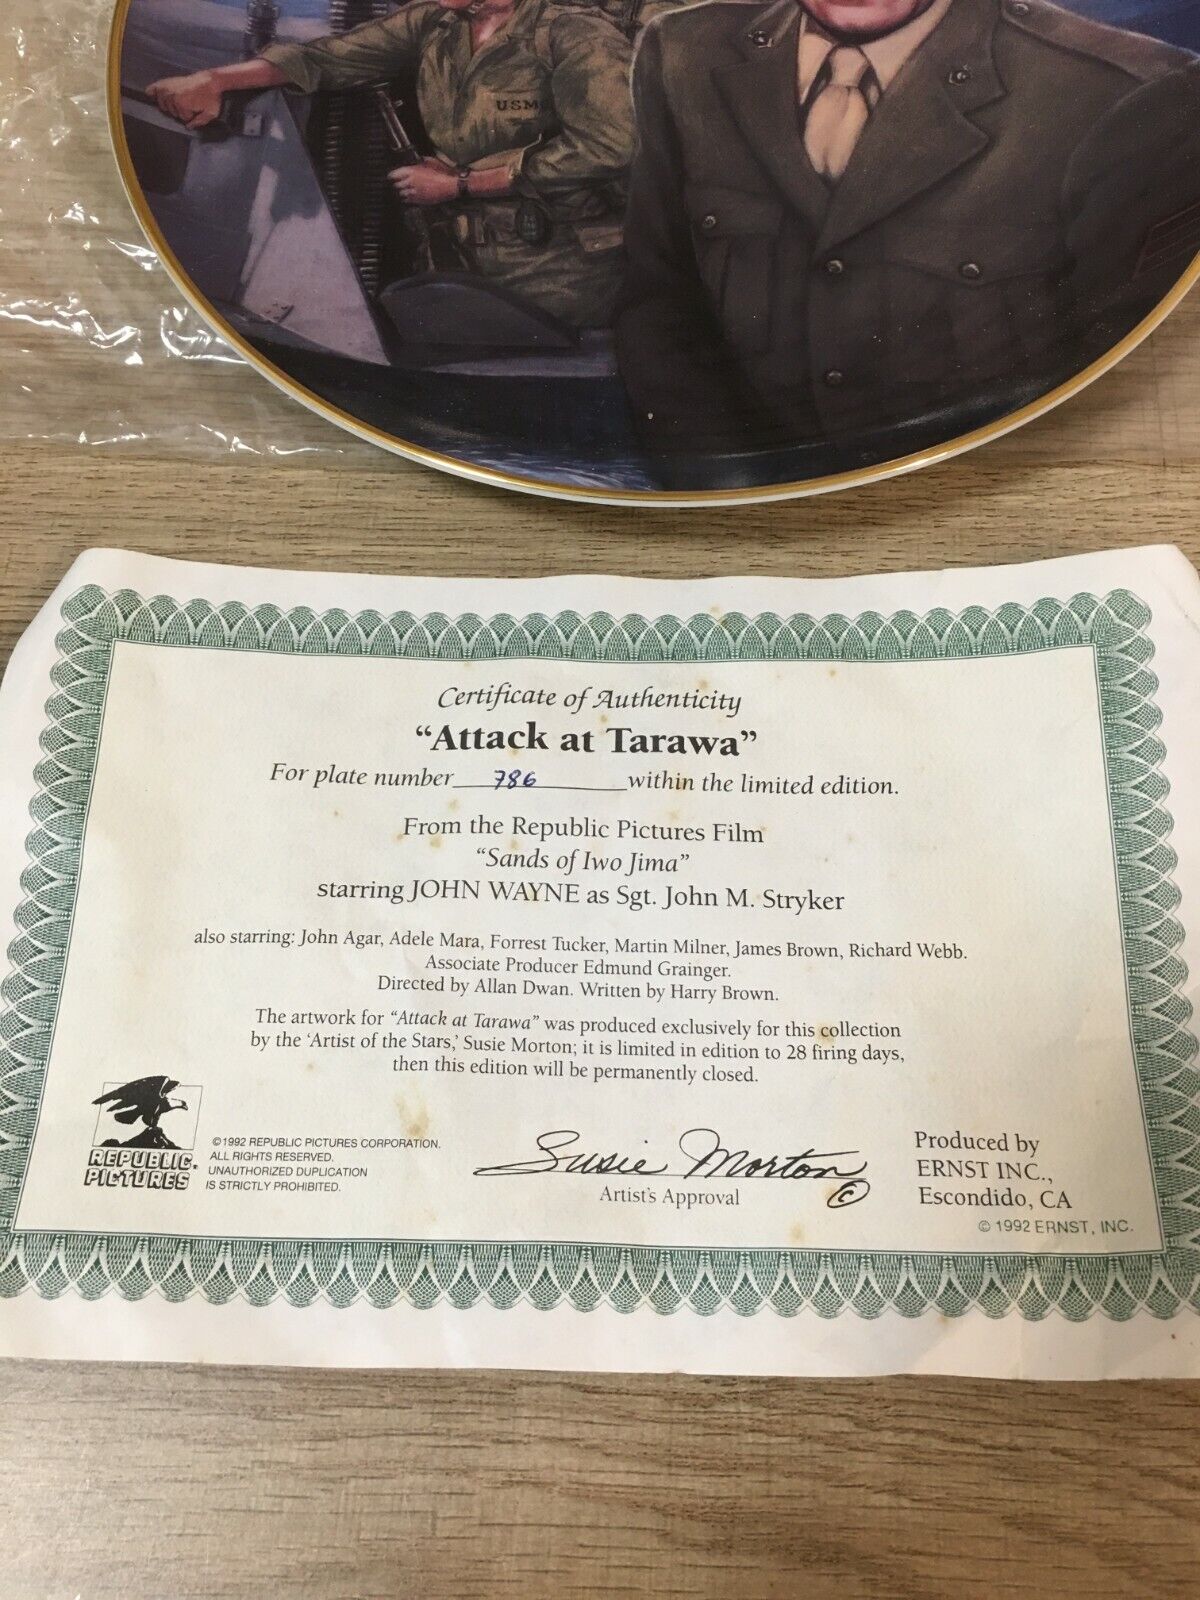 USMC
Certificate of Authenticity
“Attack at Tarawa”
For plate number 786 within the limited edition.
From the Republic Pictures Film
“Sands of Iwo Jima”
starring JOHN WAYNE as Sgt. John M. Stryker
also starring: John Agar, Adele Mara, Forrest Tucker, Martin Milner, James Brown, Richard Webb.
Associate Producer Edmund Grainger.
Directed by Allan Dwan. Written by Harry Brown.
The artwork for “Attack at Tarawa” was produced exclusively for this collection
by the ‘Artist of the Stars,’ Susie Morton; it is limited in edition to 28 firing days,
then this edition will be permanently closed.
REPUBLIC
PICTURES
©1992 REPUBLIC PICTURES CORPORATION.
ALL RIGHTS RESERVED.
UNAUTHORIZED DUPLICATION
IS STRICTLY PROHIBITED.
Susie Morton ©
Artist's Approval
Produced by
ERNST INC.,
Escondido, CA
© 1992 ERNST, INC.